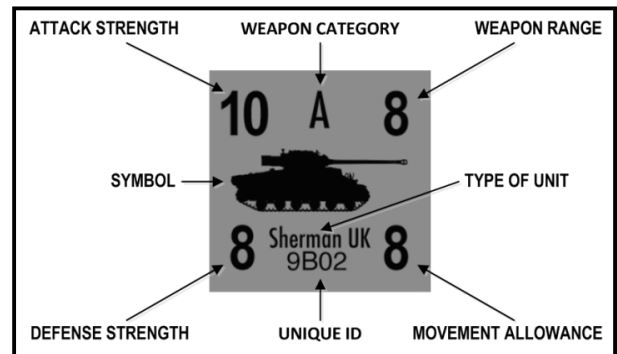 ATTACK STRENGTH WEAPON CATEGORY WEAPON RANGE
10 A 8
SYMBOL TYPE OF UNIT
8 Sherman UK 8
9B02
DEFENSE STRENGTH UNIQUE ID MOVEMENT ALLOWANCE